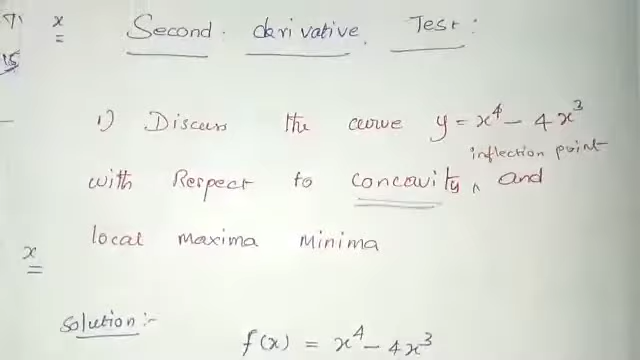 x Second derivative Test:
15
1) Discuss the curve y = x⁴ - 4x³
inflection point
with Respect to concavity, and
local maxima minima
x
Solution:-
f(x) = x⁴ - 4x³